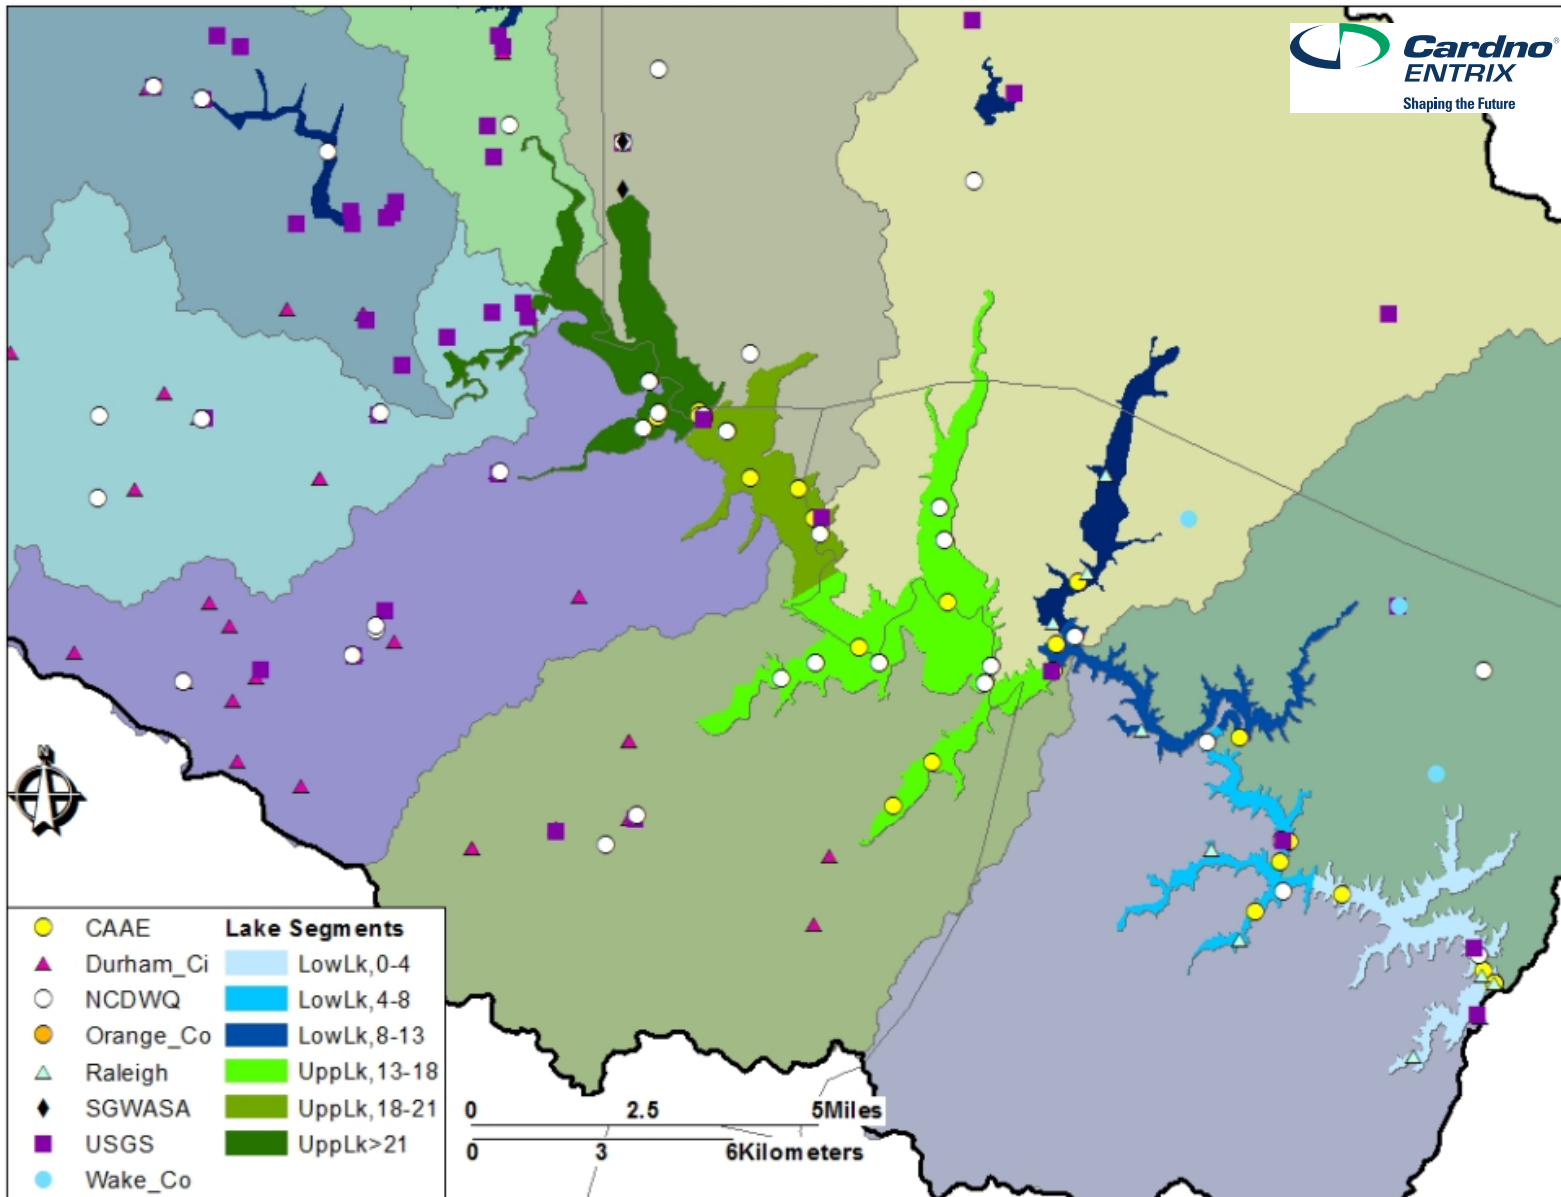 Cardno®
ENTRIX
Shaping the Future
N
CAAE
Durham_Ci
NCDWQ
Orange_Co
Raleigh
SGWASA
USGS
Wake_Co
Lake Segments
LowLk,0-4
LowLk,4-8
LowLk,8-13
UppLk,13-18
UppLk,18-21
UppLk>21
0 2.5 5Miles
0 3 6Kilometers